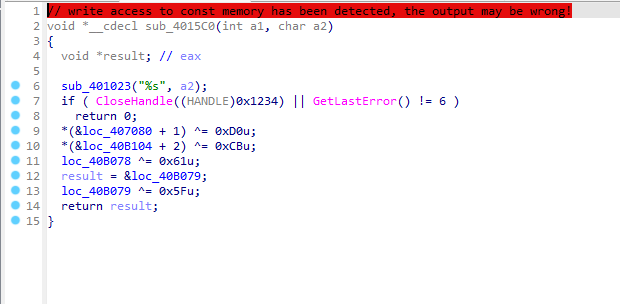 1 // write access to const memory has been detected, the output may be wrong!
2 void *__cdecl sub_4015C0(int a1, char a2)
3 {
4   void *result; // eax
5
6   sub_401023("%s", a2);
7   if ( CloseHandle((HANDLE)0x1234) || GetLastError() != 6 )
8     return 0;
9   *(&loc_407080 + 1) ^= 0xD0u;
10   *(&loc_40B104 + 2) ^= 0xCBu;
11   loc_40B078 ^= 0x61u;
12   result = &loc_40B079;
13   loc_40B079 ^= 0x5Fu;
14   return result;
15 }